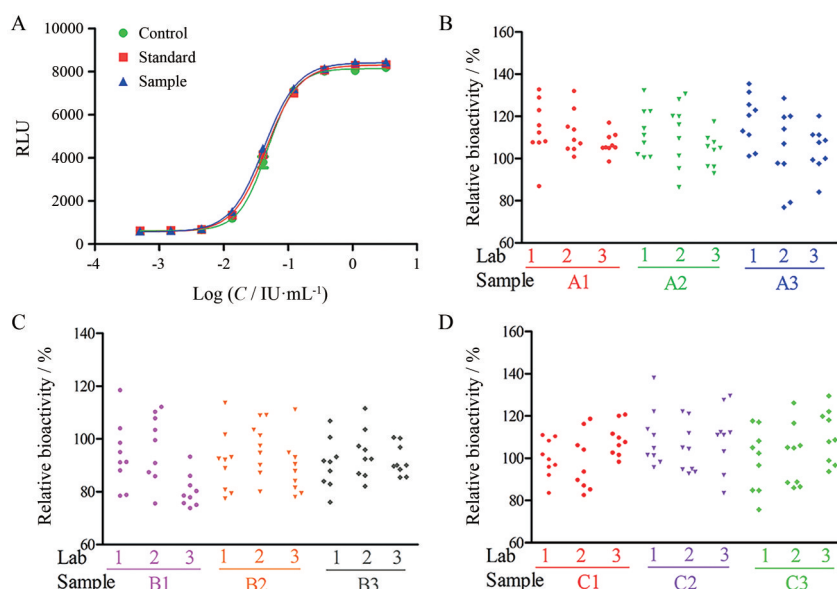 A
Control
Standard
Sample
RLU
10000
8000
6000
4000
2000
0
-4 -3 -2 -1 0 1
Log (C / IU·mL⁻¹)
B
Relative bioactivity / %
160
140
120
100
80
60
Lab 1 2 3 1 2 3 1 2 3
Sample A1 A2 A3
C
Relative bioactivity / %
140
120
100
80
60
Lab 1 2 3 1 2 3 1 2 3
Sample B1 B2 B3
D
Relative bioactivity / %
160
140
120
100
80
60
Lab 1 2 3 1 2 3 1 2 3
Sample C1 C2 C3